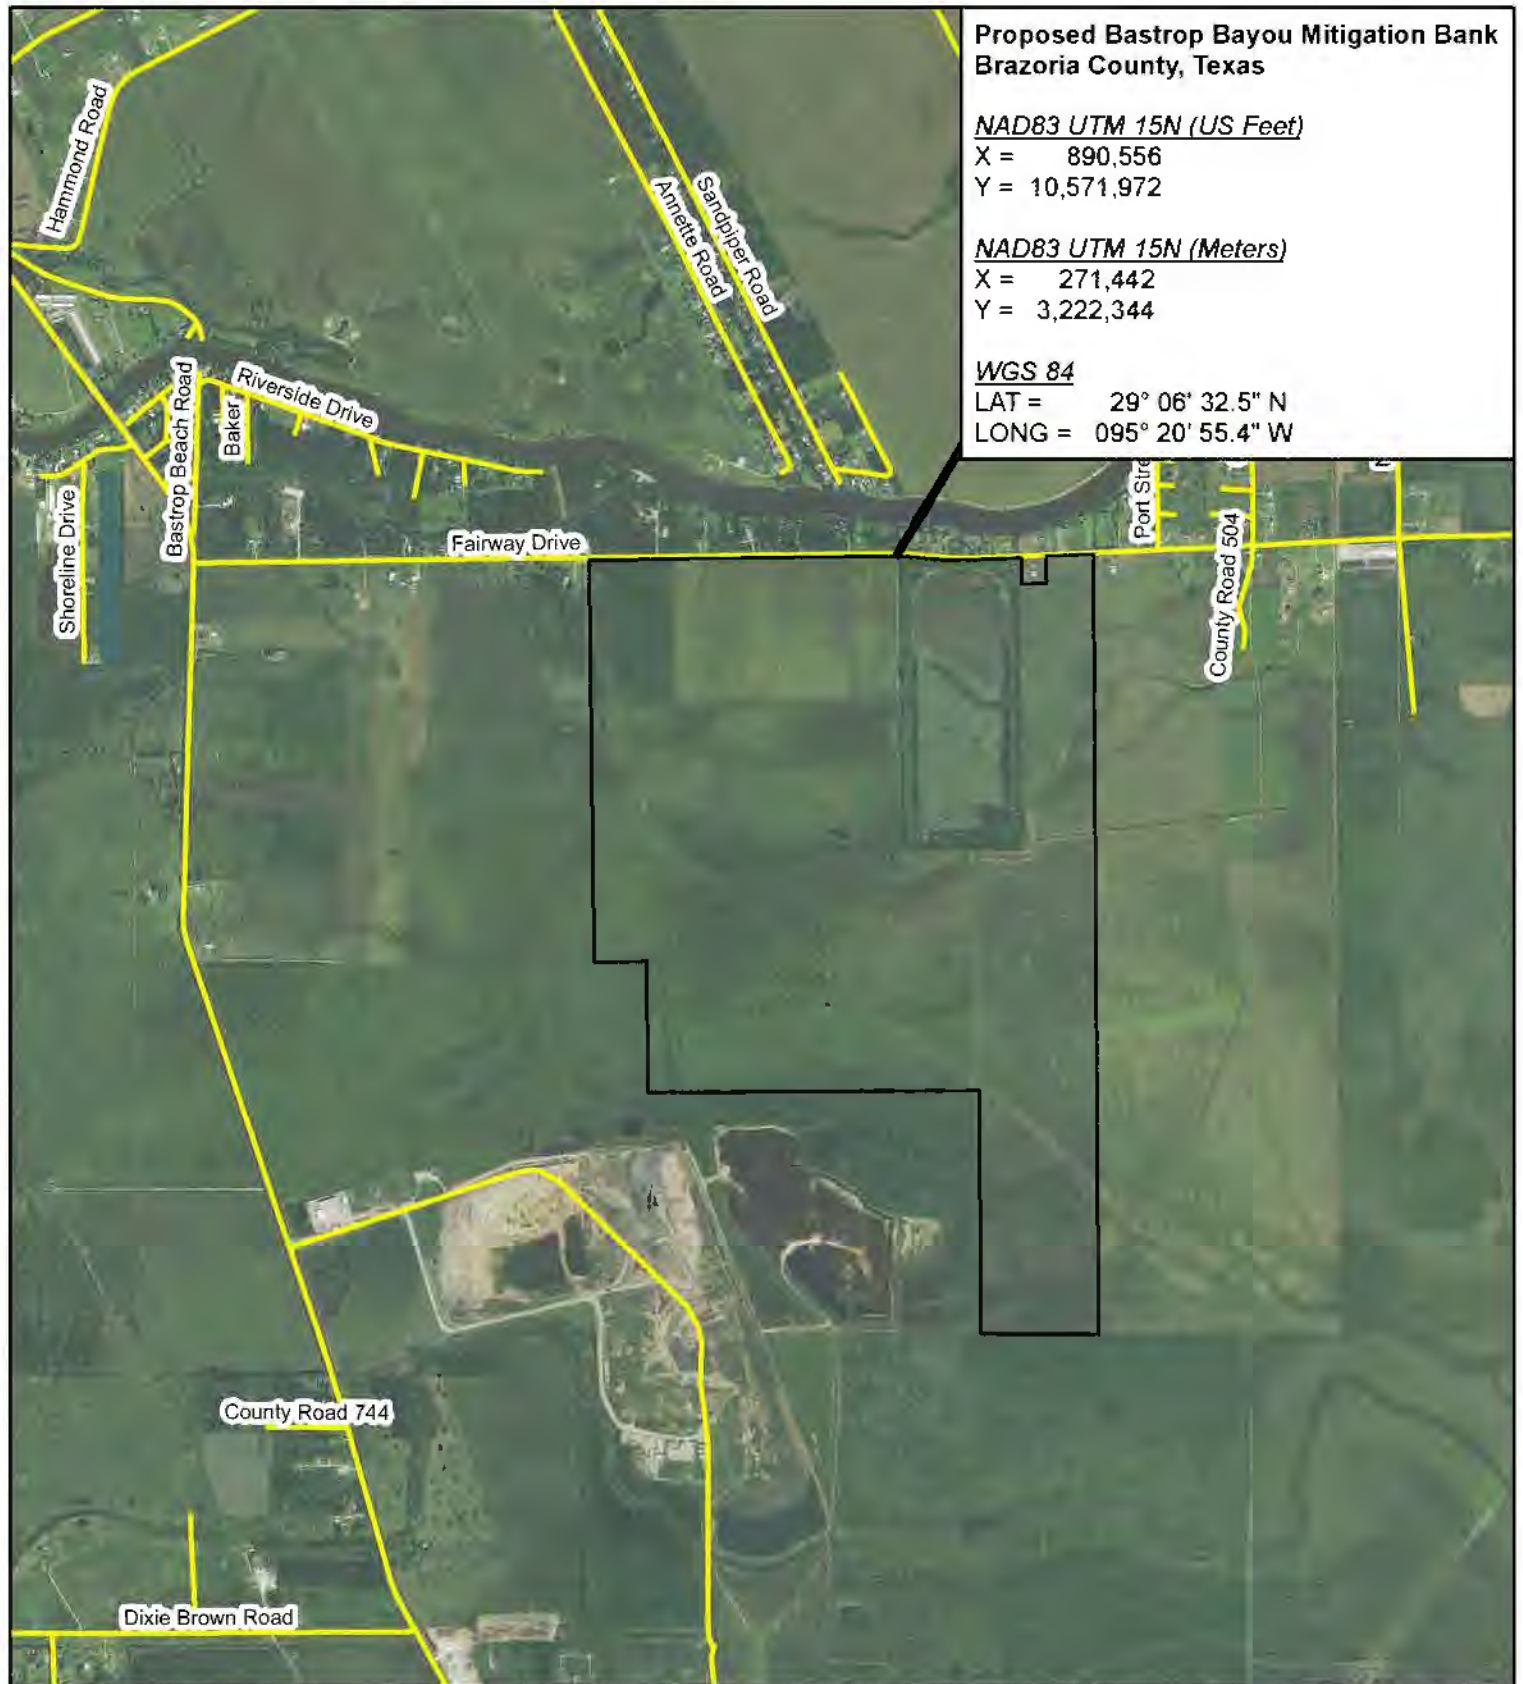 Proposed Bastrop Bayou Mitigation Bank
Brazoria County, Texas
NAD83 UTM 15N (US Feet)
X = 890,556
Y = 10,571,972
NAD83 UTM 15N (Meters)
X = 271,442
Y = 3,222,344
WGS 84
LAT = 29° 06' 32.5" N
LONG = 095° 20' 55.4" W
Hammond Road
Annette Road
Sandpiper Road
Bastrop Beach Road
Baker
Riverside Drive
Shoreline Drive
Fairway Drive
Port Stre
County Road 504
County Road 744
Dixie Brown Road